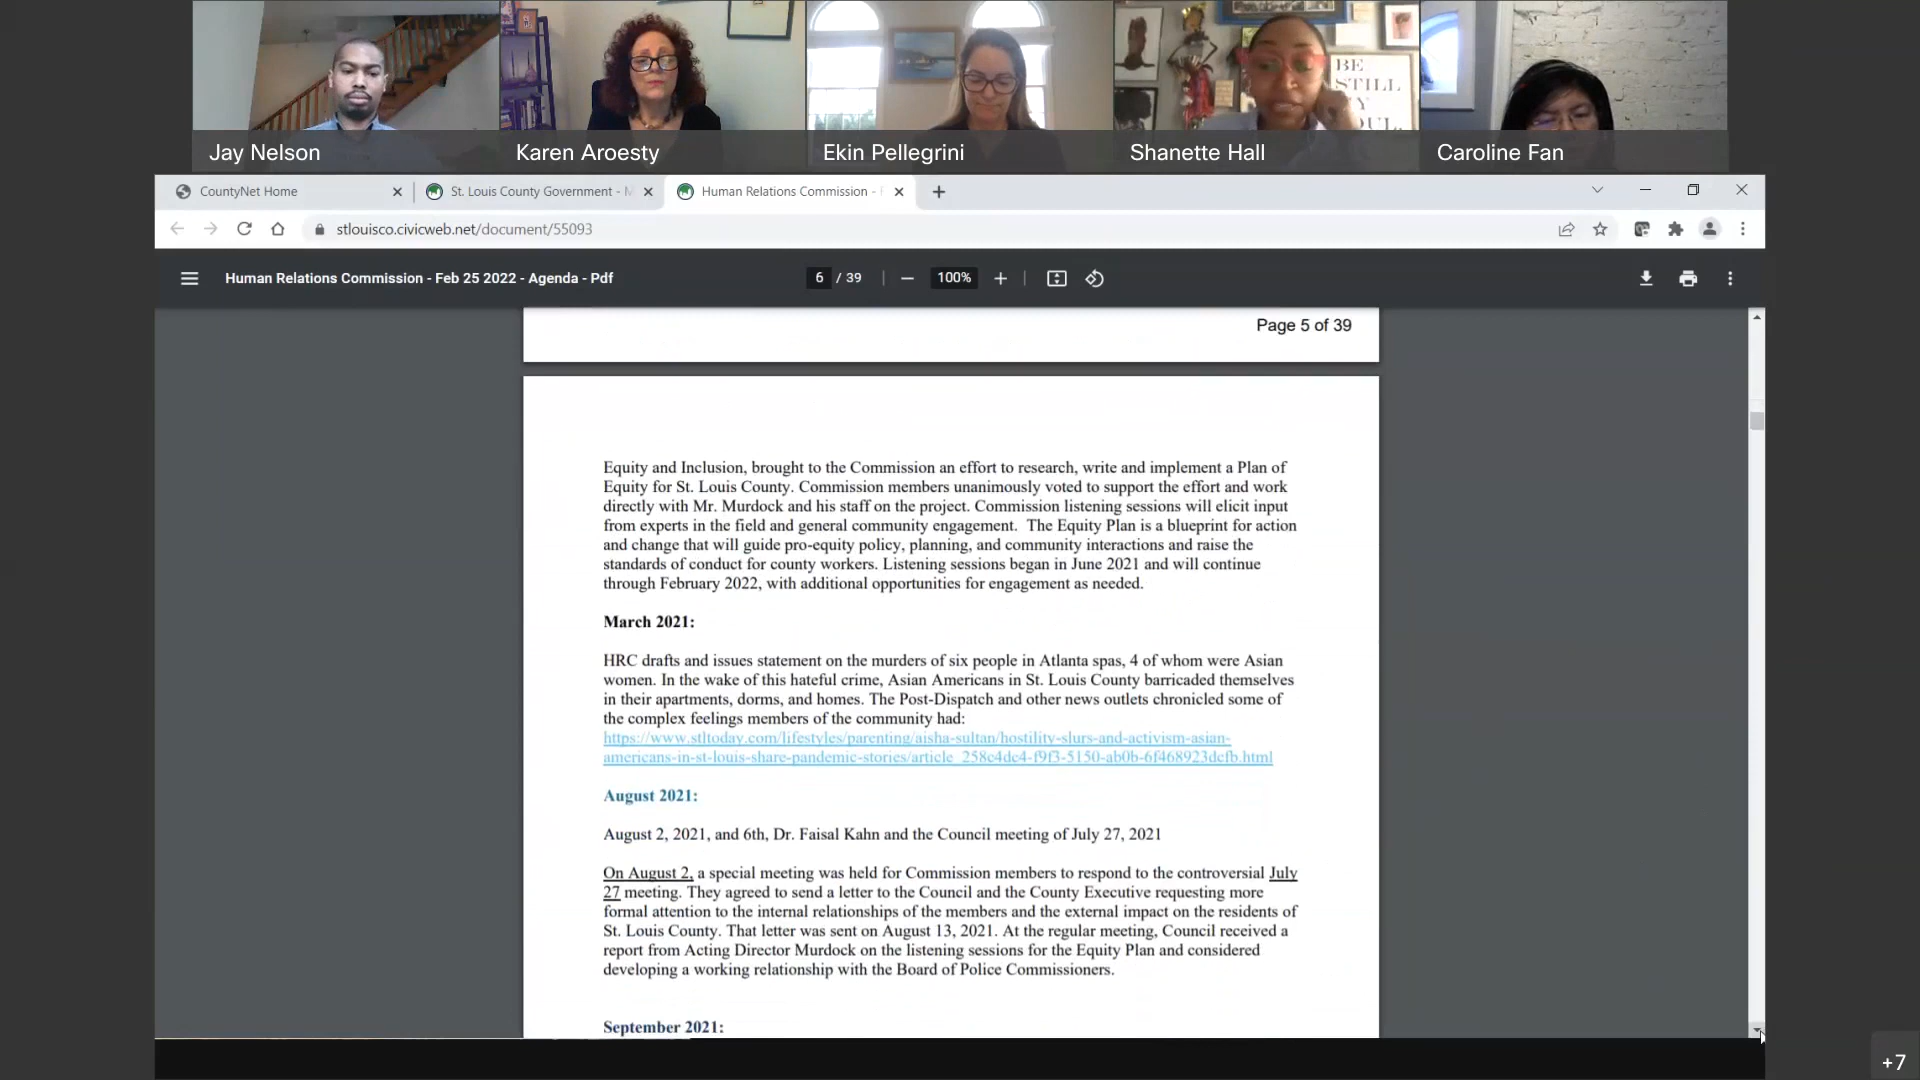 BE
STILL
MY
SOUL
Jay Nelson
Karen Aroesty
Ekin Pellegrini
Shanette Hall
Caroline Fan
CountyNet Home
St. Louis County Government -
Human Relations Commission -
stlouisco.civicweb.net/document/55093
Human Relations Commission - Feb 25 2022 - Agenda - Pdf
6 / 39
100%
Page 5 of 39
Equity and Inclusion, brought to the Commission an effort to research, write and implement a Plan of
Equity for St. Louis County. Commission members unanimously voted to support the effort and work
directly with Mr. Murdock and his staff on the project. Commission listening sessions will elicit input
from experts in the field and general community engagement. The Equity Plan is a blueprint for action
and change that will guide pro-equity policy, planning, and community interactions and raise the
standards of conduct for county workers. Listening sessions began in June 2021 and will continue
through February 2022, with additional opportunities for engagement as needed.
March 2021:
HRC drafts and issues statement on the murders of six people in Atlanta spas, 4 of whom were Asian
women. In the wake of this hateful crime, Asian Americans in St. Louis County barricaded themselves
in their apartments, dorms, and homes. The Post-Dispatch and other news outlets chronicled some of
the complex feelings members of the community had:
https://www.stltoday.com/lifestyles/parenting/aisha-sultan/hostility-slurs-and-activism-asian-
americans-in-st-louis-share-pandemic-stories/article_258c4dc4-f9f3-5150-ab0b-6f468923dcfb.html
August 2021:
August 2, 2021, and 6th, Dr. Faisal Kahn and the Council meeting of July 27, 2021
On August 2, a special meeting was held for Commission members to respond to the controversial July
27 meeting. They agreed to send a letter to the Council and the County Executive requesting more
formal attention to the internal relationships of the members and the external impact on the residents of
St. Louis County. That letter was sent on August 13, 2021. At the regular meeting, Council received a
report from Acting Director Murdock on the listening sessions for the Equity Plan and considered
developing a working relationship with the Board of Police Commissioners.
September 2021:
+7